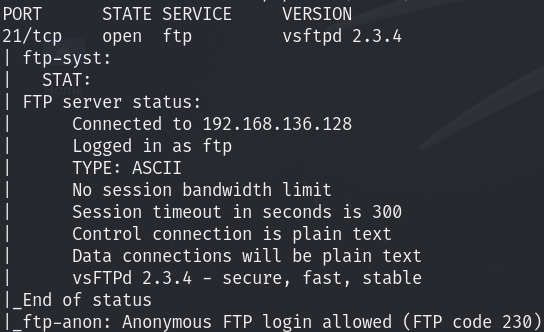 PORT STATE SERVICE VERSION
21/tcp open ftp vsftpd 2.3.4
| ftp-syst:
| STAT:
| FTP server status:
| Connected to 192.168.136.128
| Logged in as ftp
| TYPE: ASCII
| No session bandwidth limit
| Session timeout in seconds is 300
| Control connection is plain text
| Data connections will be plain text
| vsFTPd 2.3.4 - secure, fast, stable
|_End of status
|_ftp-anon: Anonymous FTP login allowed (FTP code 230)